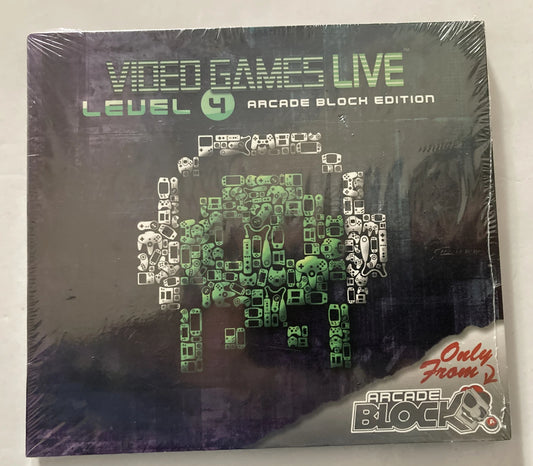 VIDEO GAMES LIVE
LEVEL 4 ARCADE BLOCK EDITION
Only
From
ARCADE
BLOCK